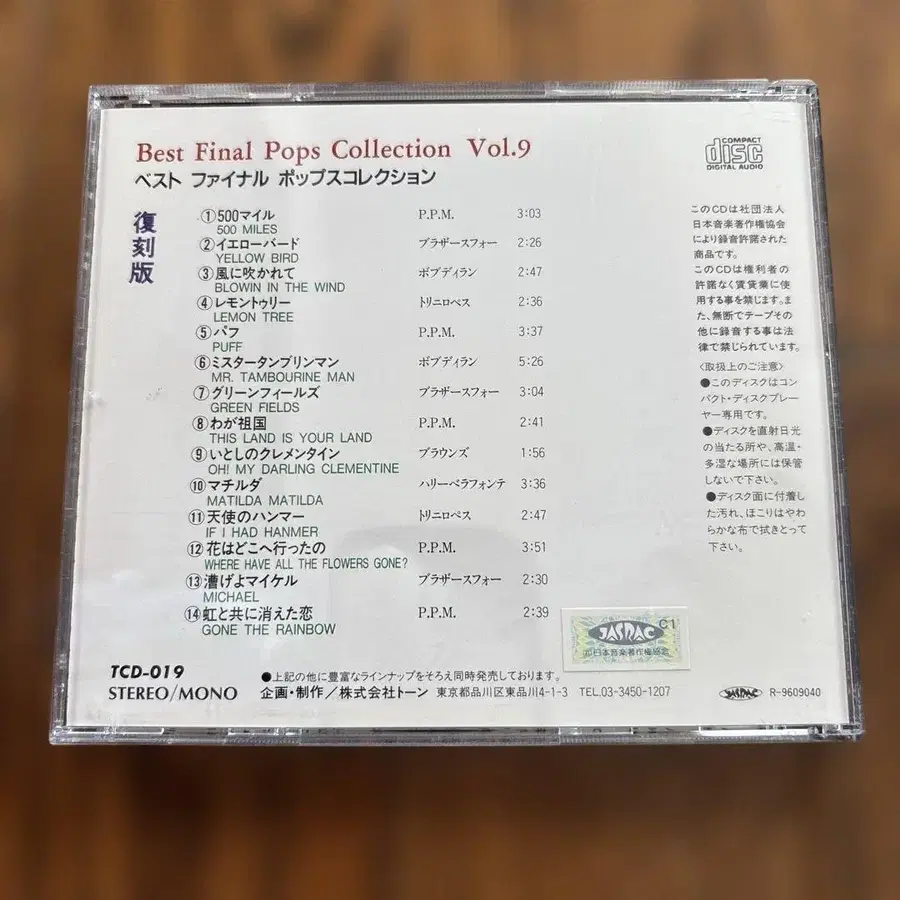 Best Final Pops Collection Vol.9
ベスト ファイナル ポップスコレクション
復刻版
①500マイル P.P.M. 3:03
500 MILES
②イエローバード ブラザースフォー 2:26
YELLOW BIRD
③風に吹かれて ボブディラン 2:47
BLOWIN IN THE WIND
④レモントゥリー トリニロペス 2:36
LEMON TREE
⑤パフ P.P.M. 3:37
PUFF
⑥ミスタータンブリンマン ボブディラン 5:26
MR. TAMBOURINE MAN
⑦グリーンフィールズ ブラザースフォー 3:04
GREEN FIELDS
⑧わが祖国 P.P.M. 2:41
THIS LAND IS YOUR LAND
⑨いとしのクレメンタイン ブラウンズ 1:56
OH! MY DARLING CLEMENTINE
⑩マチルダ ハリーベラフォンテ 3:36
MATILDA MATILDA
⑪天使のハンマー トリニロペス 2:47
IF I HAD HANMER
⑫花はどこへ行ったの P.P.M. 3:51
WHERE HAVE ALL THE FLOWERS GONE?
⑬漕げよマイケル ブラザースフォー 2:30
MICHAEL
⑭虹と共に消えた恋 P.P.M. 2:39
GONE THE RAINBOW
COMPACT
disc
DIGITAL AUDIO
このCDは社団法人
日本音楽著作権協会
により録音許諾された
商品です。
このCDは権利者の
許諾なく賃貸業に使
用する事を禁じます。ま
た、無断でテープその
他に録音する事は法
律で禁じられています。
〈取扱上のご注意〉
●このディスクはコン
パクト・ディスクプレー
ヤー専用です。
●ディスクを直射日光
の当たる所や、高温・
多湿な場所には保管
しないで下さい。
●ディスク面に付着し
た汚れ、ほこりはやわ
らかな布で拭きとって
下さい。
C1
JASRAC
日本音楽著作権協会
TCD-019
STEREO/MONO
●上記の他に豊富なラインナップをそろえ同時発売しております。
企画・制作/株式会社トーン 東京都品川区東品川4-1-3 TEL.03-3450-1207
JASRAC R-9609040